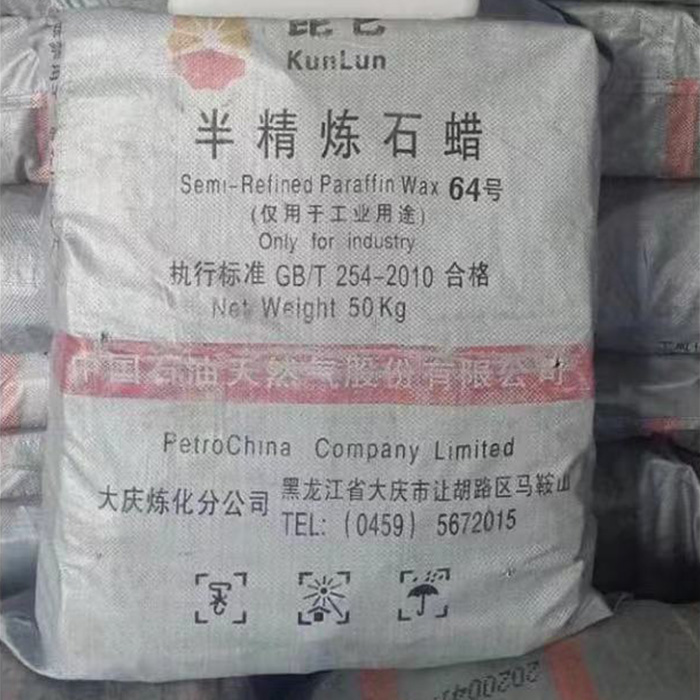 昆仑
KunLun
半精炼石蜡
Semi-Refined Paraffin Wax 64号
(仅用于工业用途)
Only for industry
执行标准 GB/T 254-2010 合格
Net Weight 50Kg
中国石油天然气股份有限公司
PetroChina Company Limited
大庆炼化分公司 黑龙江省大庆市让胡路区马鞍山
TEL: (0459) 5672015